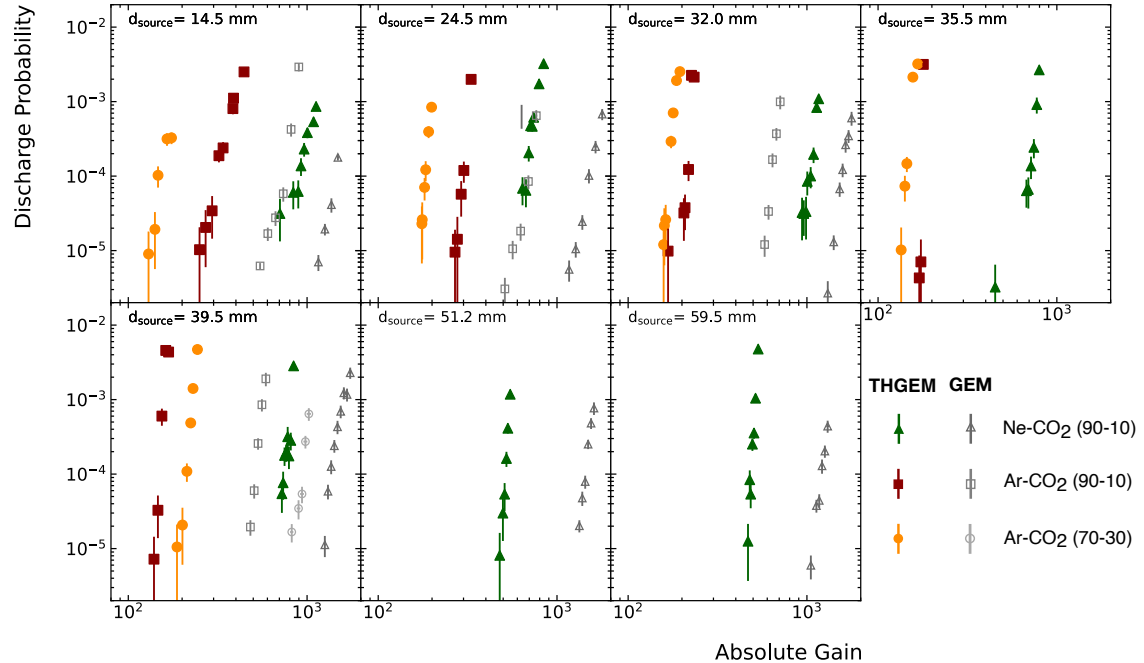 Discharge Probability
10⁻²
10⁻³
10⁻⁴
10⁻⁵
d_source= 14.5 mm
d_source= 24.5 mm
d_source= 32.0 mm
d_source= 35.5 mm
10² 10³
10⁻²
10⁻³
10⁻⁴
10⁻⁵
d_source= 39.5 mm
d_source= 51.2 mm
d_source= 59.5 mm
THGEM GEM
Ne-CO₂ (90-10)
Ar-CO₂ (90-10)
Ar-CO₂ (70-30)
10² 10³ 10² 10³ 10² 10³
Absolute Gain